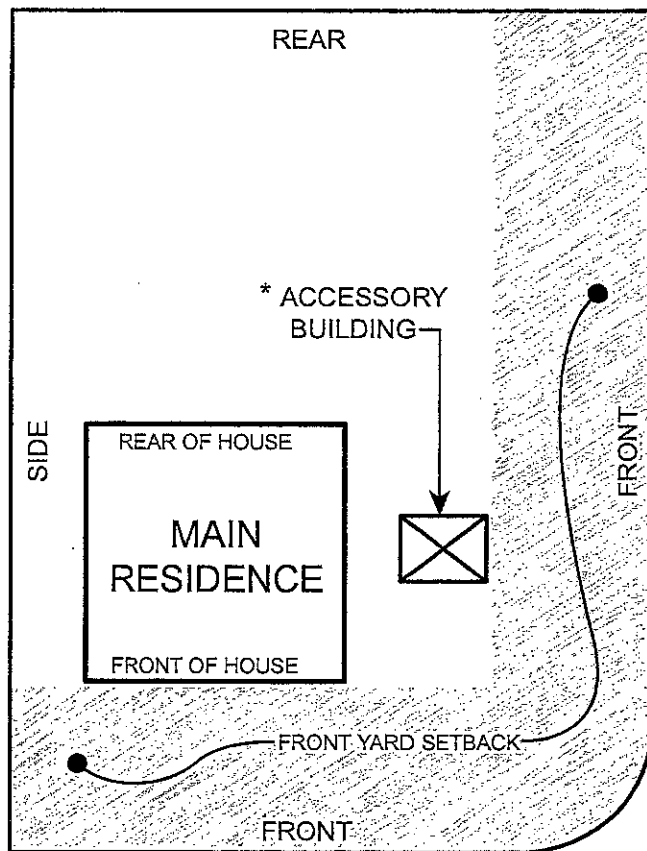 REAR
* ACCESSORY
BUILDING
SIDE
FRONT
REAR OF HOUSE
MAIN
RESIDENCE
FRONT OF HOUSE
FRONT YARD SETBACK
FRONT